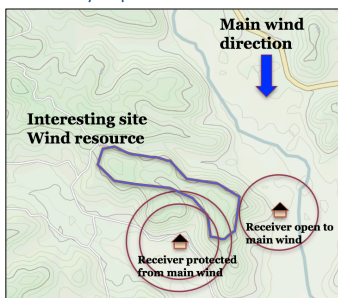 Main wind
direction
Interesting site
Wind resource
Receiver open to
main wind
Receiver protected
from main wind